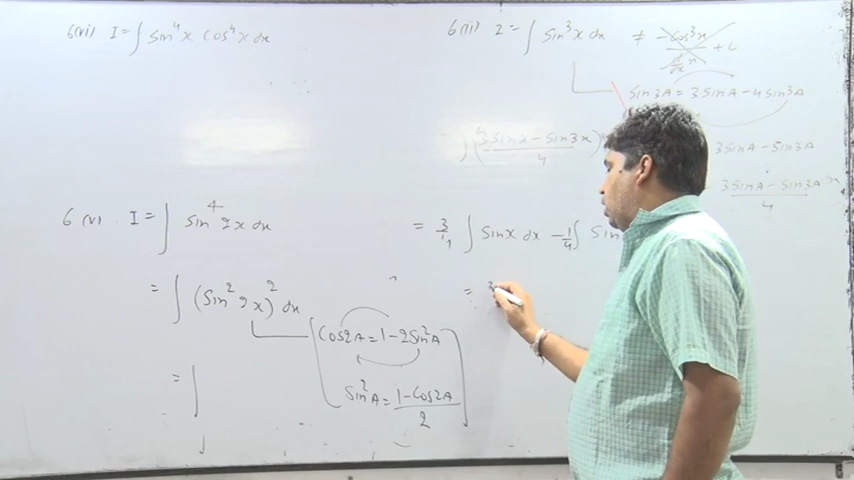 6(vii) I = ∫ Sin⁴x Cos⁴x dx
6(v) I = ∫ Sin⁴ 2x dx
= ∫ (Sin² 2x)² dx
Cos2A = 1 - 2Sin²A
Sin²A = 1 - Cos2A / 2
= ∫
6(iii) I = ∫ Sin³x dx ≠ - Cos³x / d/dx x + C
Sin3A = 3SinA - 4Sin³A
3SinA - Sin3A
= ∫ (3Sinx - Sin3x / 4)
3SinA - Sin3A / 4
= 3/4 ∫ Sinx dx - 1/4 ∫ Sin
=